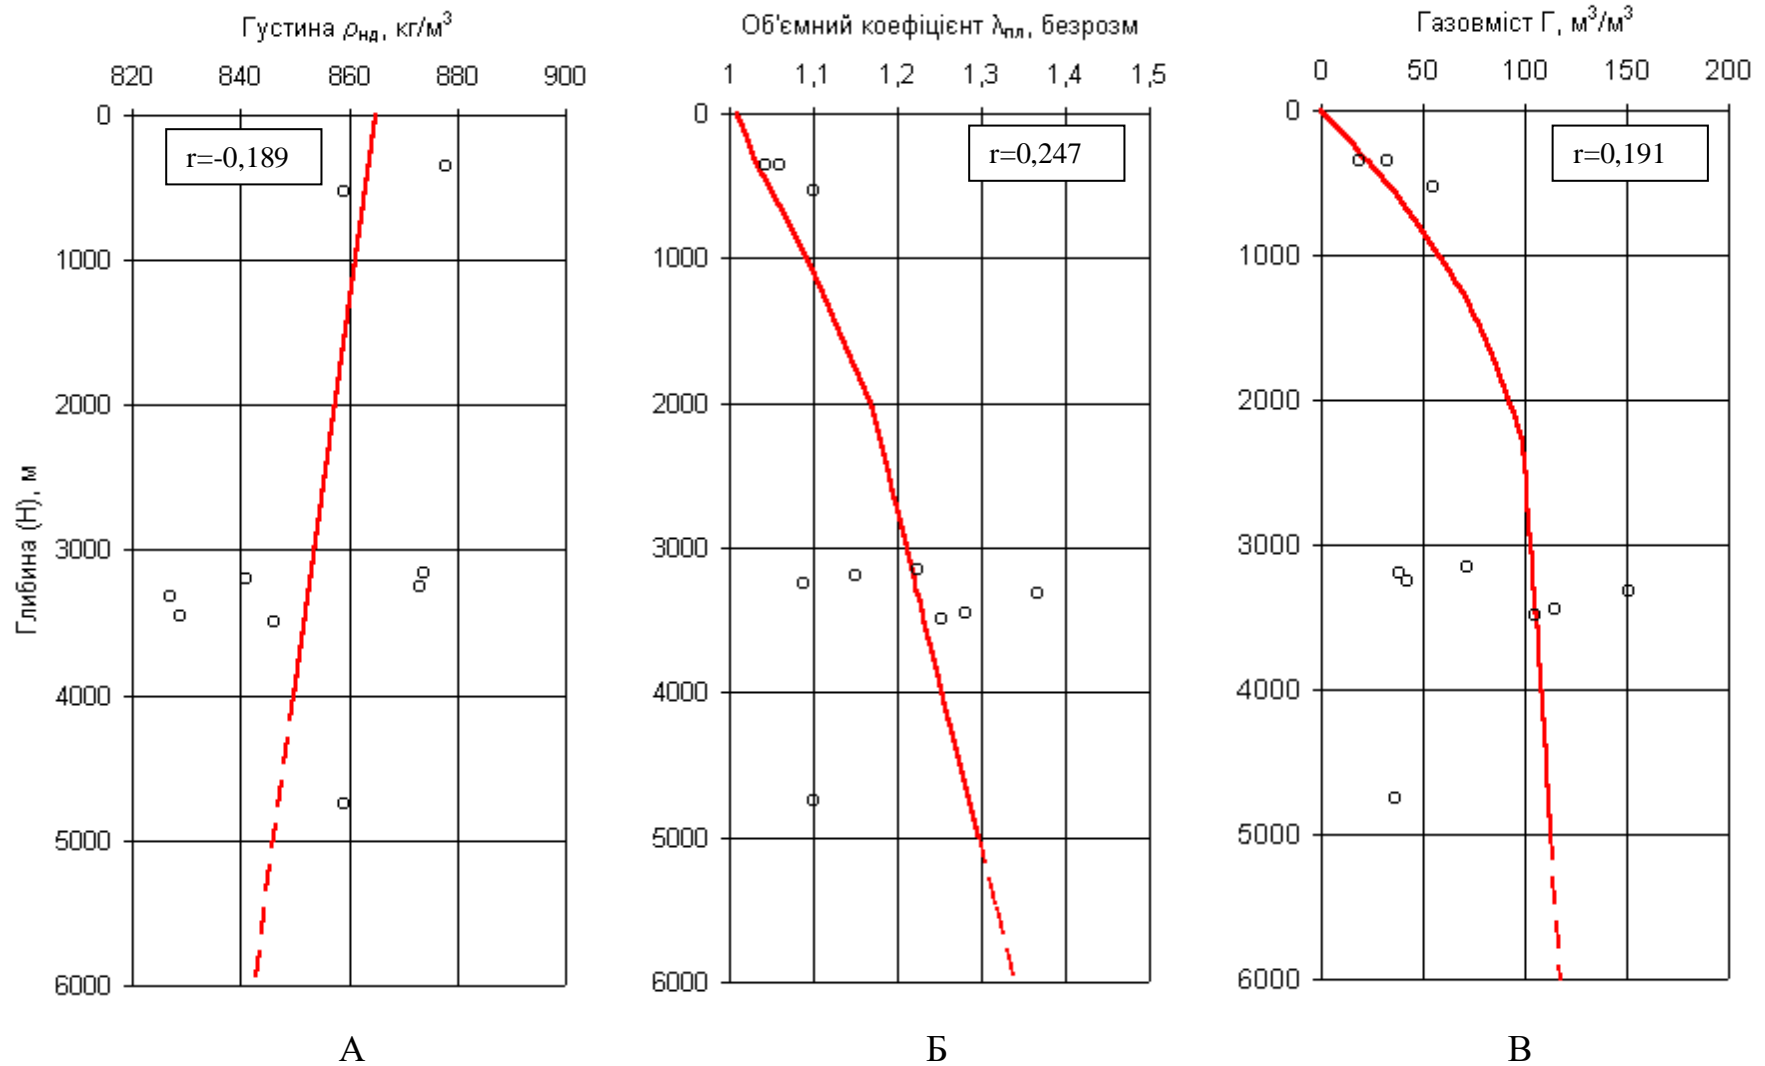 Густина ρнд, кг/м³
820 840 860 880 900
0
1000
2000
3000
4000
5000
6000
Глибина (Н), м
r=-0,189
А
Об'ємний коефіцієнт λпл, безрозм
1 1,1 1,2 1,3 1,4 1,5
0
1000
2000
3000
4000
5000
6000
r=0,247
Б
Газовміст Г, м³/м³
0 50 100 150 200
0
1000
2000
3000
4000
5000
6000
r=0,191
В